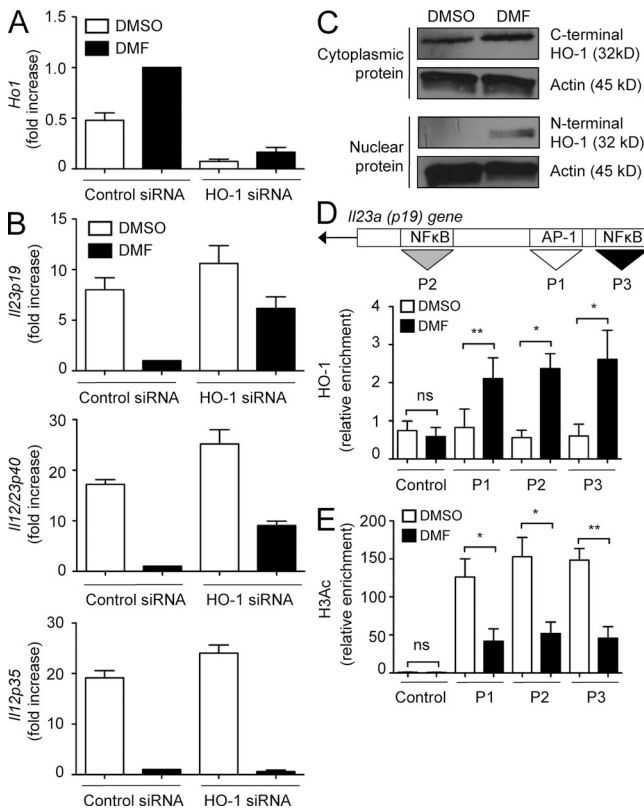 A
DMSO
DMF
Ho1
(fold increase)
1.5
1.0
0.5
0
Control siRNA
HO-1 siRNA
B
DMSO
DMF
Il23p19
(fold increase)
15
10
5
0
Control siRNA
HO-1 siRNA
Il12/23p40
(fold increase)
30
20
10
0
Control siRNA
HO-1 siRNA
Il12p35
(fold increase)
30
20
10
0
Control siRNA
HO-1 siRNA
C
DMSO
DMF
Cytoplasmic
protein
C-terminal
HO-1 (32kD)
Actin (45 kD)
Nuclear
protein
N-terminal
HO-1 (32 kD)
Actin (45 kD)
D
Il23a (p19) gene
NFκB
AP-1
NFκB
P2
P1
P3
DMSO
DMF
HO-1
(relative enrichment)
4
3
2
1
0
ns
**
*
*
Control
P1
P2
P3
E
DMSO
DMF
H3Ac
(relative enrichment)
200
150
100
50
0
ns
*
*
**
Control
P1
P2
P3